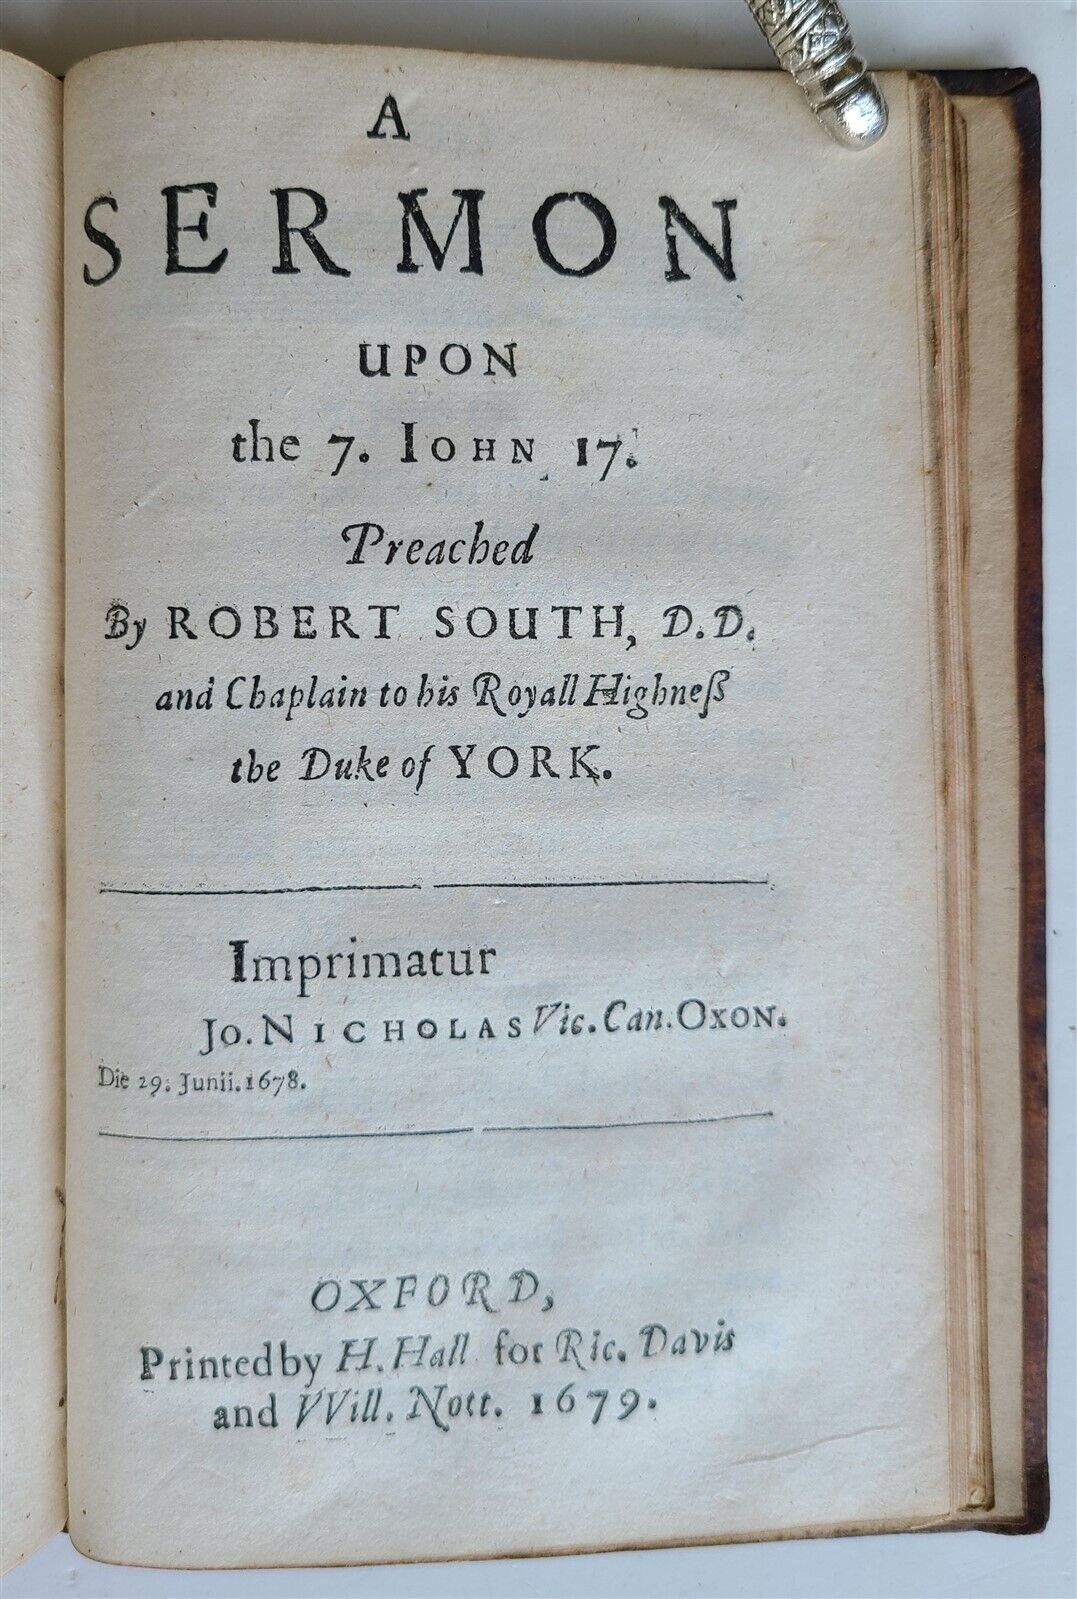 A
SERMON
UPON
the 7. IOHN 17.
Preached
By ROBERT SOUTH, D.D.
and Chaplain to his Royall Highneß
the Duke of YORK.
Imprimatur
JO. NICHOLAS Vic. Can. OXON.
Die 29: Junii. 1678.
OXFORD,
Printed by H. Hall for Ric. Davis
and VVill. Nott. 1679.